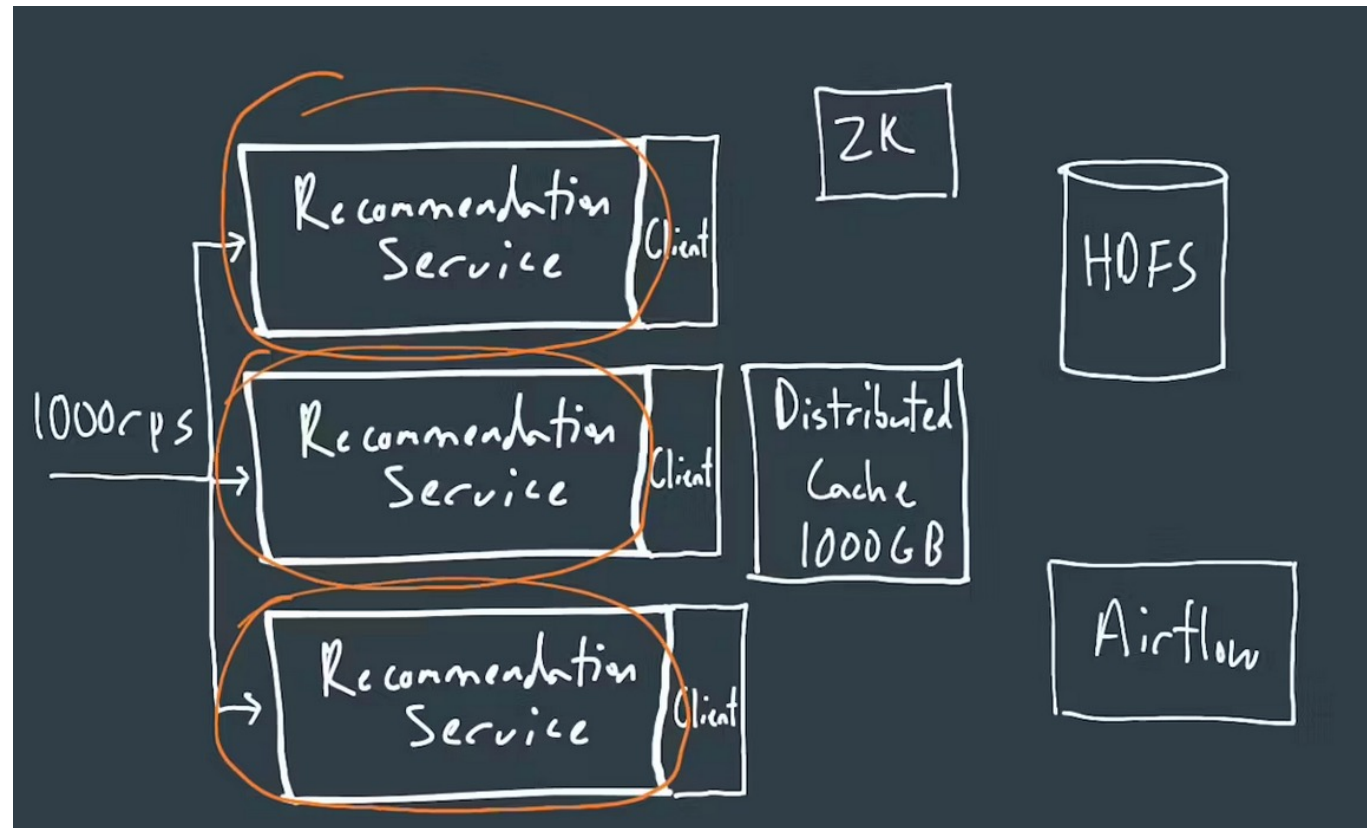 1000rps
Recommendation
Service
Client
Recommendation
Service
Client
Recommendation
Service
Client
ZK
Distributed
Cache
1000GB
HDFS
Airflow